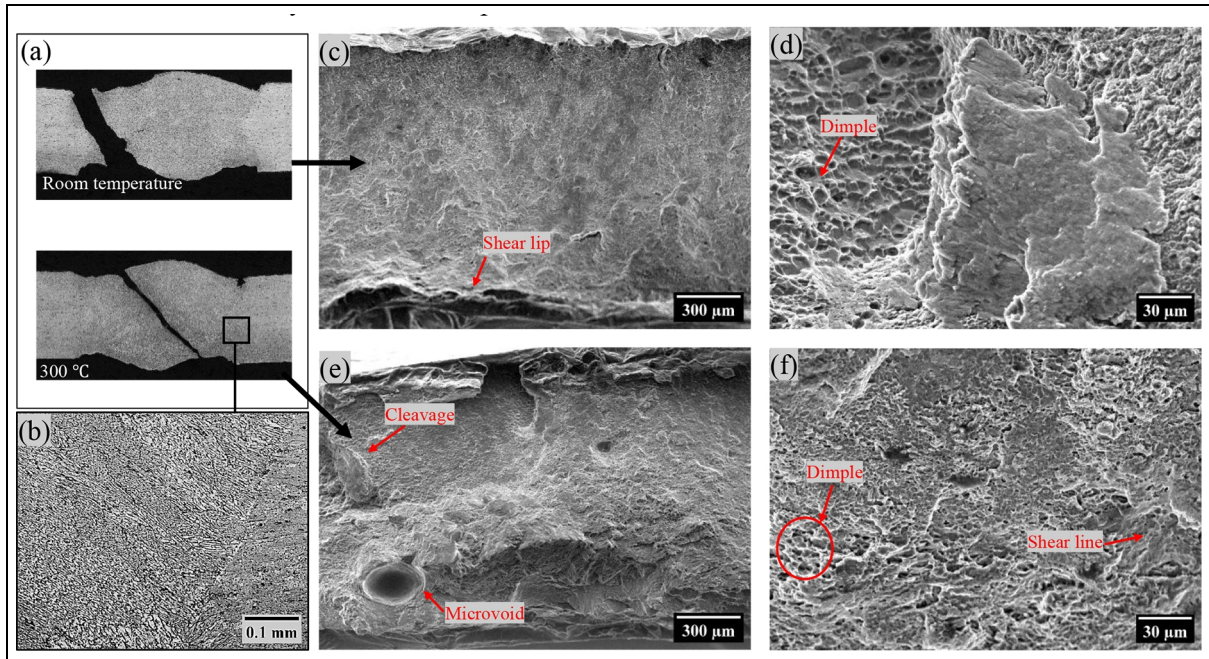 (a)
Room temperature
300 ℃
(b)
0.1 mm
(c)
Shear lip
300 μm
(d)
Dimple
30 μm
(e)
Cleavage
Microvoid
300 μm
(f)
Dimple
Shear line
30 μm